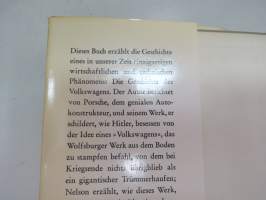 Dieses Buch erzählt die Geschichte
eines in unserer Zeit einzigartigen
wirtschaftlichen und
Phänomens: Die Geschichte des
Volkswagens. Der Autor berichtet
von Porsche, dem genialen Auto-
konstrukteur, und seinem Werk, er
schildert, wie Hitler, besessen von
der Idee eines »Volkswagens«, das
Wolfsburger Werk aus dem Boden
zu stampfen befahl, von dem bei
Kriegsende nichts übrigblieb als
ein gigantischer Trümmerhaufen;
Nelson erzählt, wie dieses Werk,